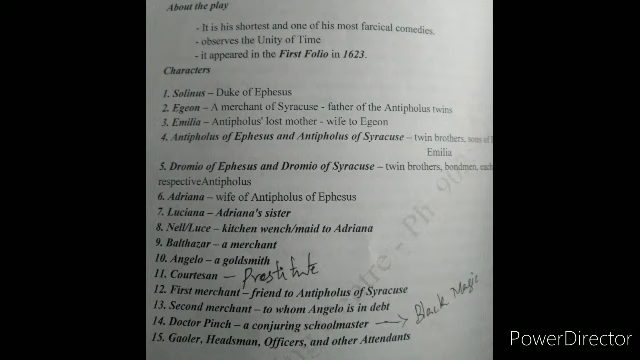 About the play
- It is his shortest and one of his most farcical comedies.
- observes the Unity of Time
- it appeared in the First Folio in 1623.
Characters
1. Solinus – Duke of Ephesus
2. Egeon – A merchant of Syracuse - father of the Antipholus twins
3. Emilia – Antipholus' lost mother - wife to Egeon
4. Antipholus of Ephesus and Antipholus of Syracuse – twin brothers, sons of
Emilia
5. Dromio of Ephesus and Dromio of Syracuse – twin brothers, bondmen, each
respectiveAntipholus
6. Adriana – wife of Antipholus of Ephesus
7. Luciana – Adriana's sister
8. Nell/Luce – kitchen wench/maid to Adriana
9. Balthazar – a merchant
10. Angelo – a goldsmith
11. Courtesan – Prostitute
12. First merchant – friend to Antipholus of Syracuse
13. Second merchant – to whom Angelo is in debt
14. Doctor Pinch – a conjuring schoolmaster → Black Magic
15. Gaoler, Headsman, Officers, and other Attendants
PowerDirector